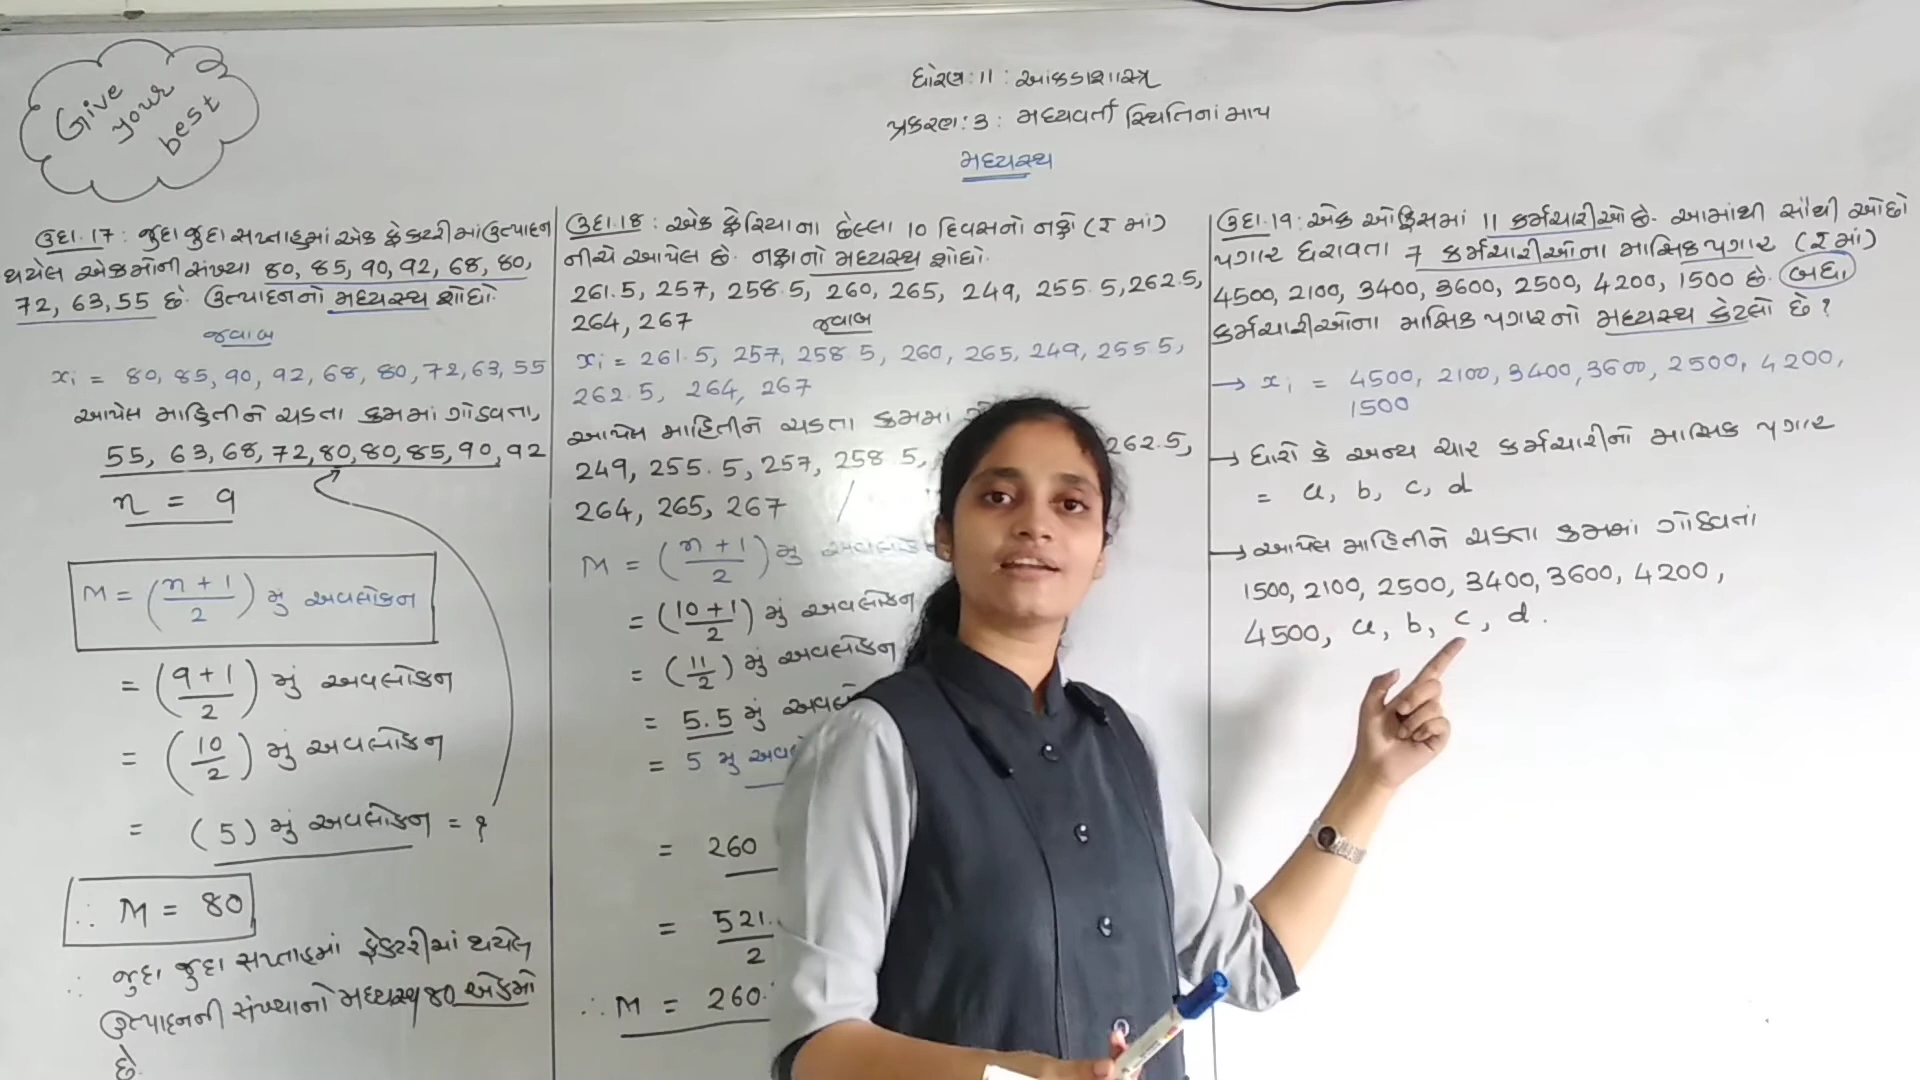 Give
your
best
ધોરણ : 11 : આંકડાશાસ્ત્ર
પ્રકરણ : 3 : મધ્યવર્તી સ્થિતિનાં માપ
મધ્યસ્થ
ઉદા. 17 : જુદા જુદા સપ્તાહમાં એક ફેક્ટરીમાં ઉત્પાદન
થયેલ એકમોની સંખ્યા 80, 85, 90, 92, 68, 80,
72, 63, 55 છે. ઉત્પાદનનો મધ્યસ્થ શોધો.
જવાબ
xi = 80, 85, 90, 92, 68, 80, 72, 63, 55
આપેલ માહિતીને ચડતા ક્રમમાં ગોઠવતા,
55, 63, 68, 72, 80, 80, 85, 90, 92
n = 9
M = (n + 1 / 2) મું અવલોકન
= (9 + 1 / 2) મું અવલોકન
= (10 / 2) મું અવલોકન
= (5) મું અવલોકન = ?
∴ M = 80
∴ જુદા જુદા સપ્તાહમાં ફેક્ટરીમાં થયેલ
ઉત્પાદનની સંખ્યાનો મધ્યસ્થ 80 એકમો
છે.
ઉદા. 18 : એક ફેરિયાના છેલ્લા 10 દિવસનો નફો (₹ માં)
નીચે આપેલ છે. નફાનો મધ્યસ્થ શોધો.
261.5, 257, 258.5, 260, 265, 249, 255.5, 262.5,
264, 267
જવાબ
xi = 261.5, 257, 258.5, 260, 265, 249, 255.5,
262.5, 264, 267
આપેલ માહિતીને ચડતા ક્રમમાં
249, 255.5, 257, 258.5, 262.5,
264, 265, 267
M = (n + 1 / 2) મું અવલોકન
= (10 + 1 / 2) મું અવલોકન
= (11 / 2) મું અવલોકન
= 5.5 મું અવલો
= 5 મું અવલ
= 260
= 521. / 2
∴ M = 260.
ઉદા. 19 : એક ઓફિસમાં 11 કર્મચારીઓ છે. આમાંથી સૌથી ઓછો
પગાર ધરાવતા 7 કર્મચારીઓના માસિક પગાર (₹ માં)
4500, 2100, 3400, 3600, 2500, 4200, 1500 છે. બધા
કર્મચારીઓના માસિક પગારનો મધ્યસ્થ કેટલો છે ?
→ xi = 4500, 2100, 3400, 3600, 2500, 4200,
1500
→ ધારો કે અન્ય ચાર કર્મચારીનો માસિક પગાર
= a, b, c, d
→ આપેલ માહિતીને ચડતા ક્રમમાં ગોઠવતાં
1500, 2100, 2500, 3400, 3600, 4200,
4500, a, b, c, d.